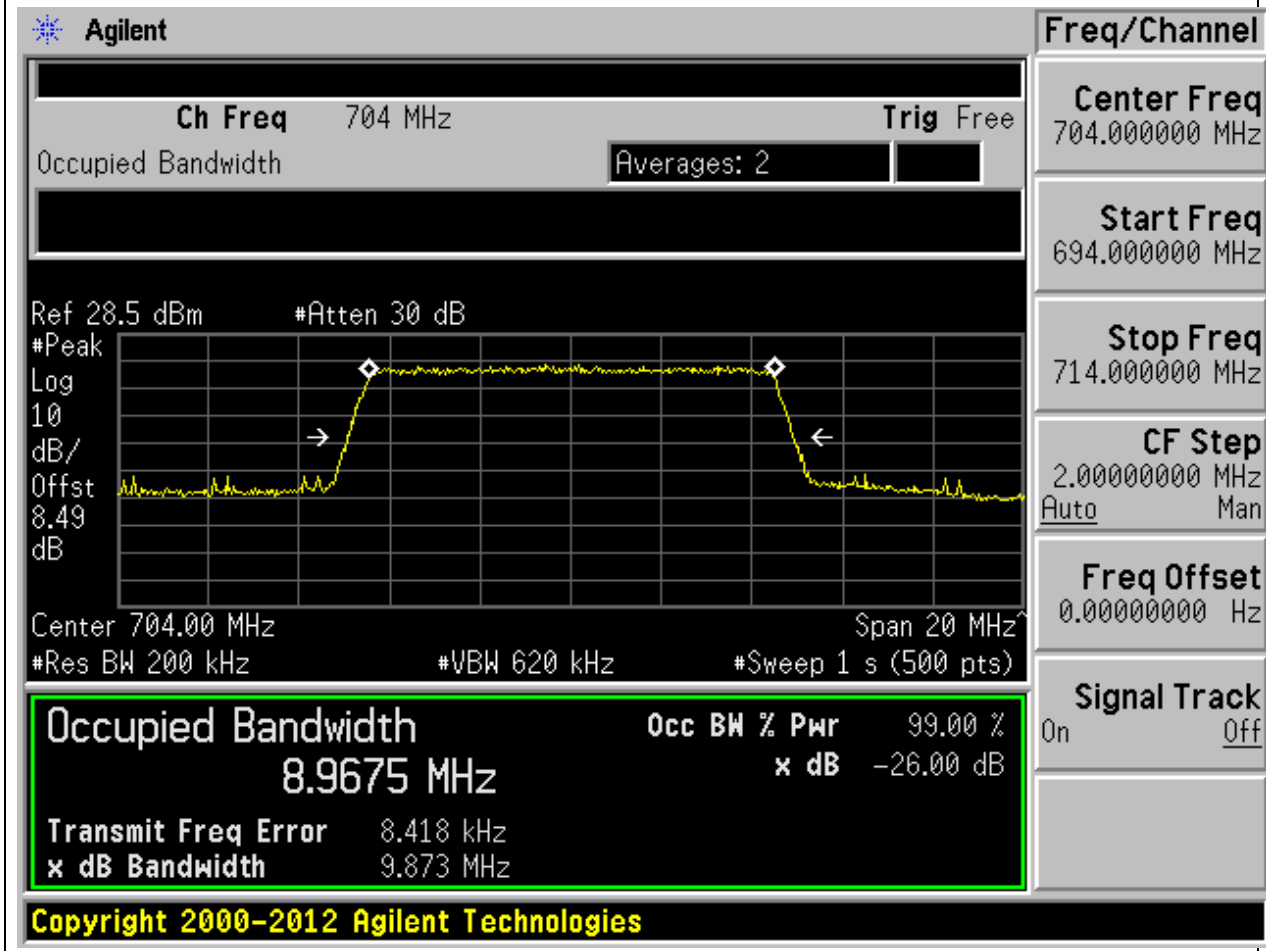 Agilent
Freq/Channel
Ch Freq 704 MHz Trig Free
Occupied Bandwidth Averages: 2
Ref 28.5 dBm #Atten 30 dB
#Peak
Log
10
dB/
Offst
8.49
dB
Center 704.00 MHz Span 20 MHz^
#Res BW 200 kHz #VBW 620 kHz #Sweep 1 s (500 pts)
Occupied Bandwidth Occ BW % Pwr 99.00 %
8.9675 MHz x dB -26.00 dB
Transmit Freq Error 8.418 kHz
x dB Bandwidth 9.873 MHz
Copyright 2000-2012 Agilent Technologies
Center Freq
704.000000 MHz
Start Freq
694.000000 MHz
Stop Freq
714.000000 MHz
CF Step
2.00000000 MHz
Auto Man
Freq Offset
0.00000000 Hz
Signal Track
On Off